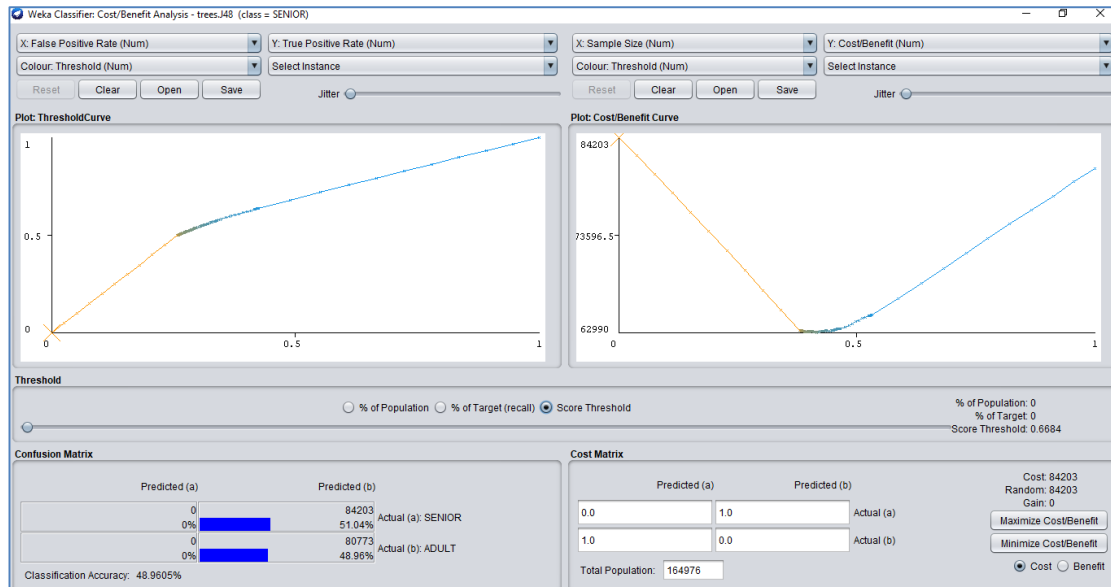 Weka Classifier: Cost/Benefit Analysis - trees.J48 (class = SENIOR)
X: False Positive Rate (Num) Y: True Positive Rate (Num) X: Sample Size (Num) Y: Cost/Benefit (Num)
Colour: Threshold (Num) Select Instance Colour: Threshold (Num) Select Instance
Reset Clear Open Save Jitter Reset Clear Open Save Jitter
Plot: ThresholdCurve
1
0.5
0
0 0.5 1
Plot: Cost/Benefit Curve
84203
73596.5
62990
0 0.5 1
Threshold
% of Population % of Target (recall) Score Threshold
% of Population: 0
% of Target: 0
Score Threshold: 0.6684
Confusion Matrix
Predicted (a) Predicted (b)
0 84203
0% 51.04%
Actual (a): SENIOR
0 80773
0% 48.96%
Actual (b): ADULT
Classification Accuracy: 48.9605%
Cost Matrix
Predicted (a) Predicted (b)
0.0 1.0 Actual (a)
1.0 0.0 Actual (b)
Total Population: 164976
Cost: 84203
Random: 84203
Gain: 0
Maximize Cost/Benefit
Minimize Cost/Benefit
Cost Benefit